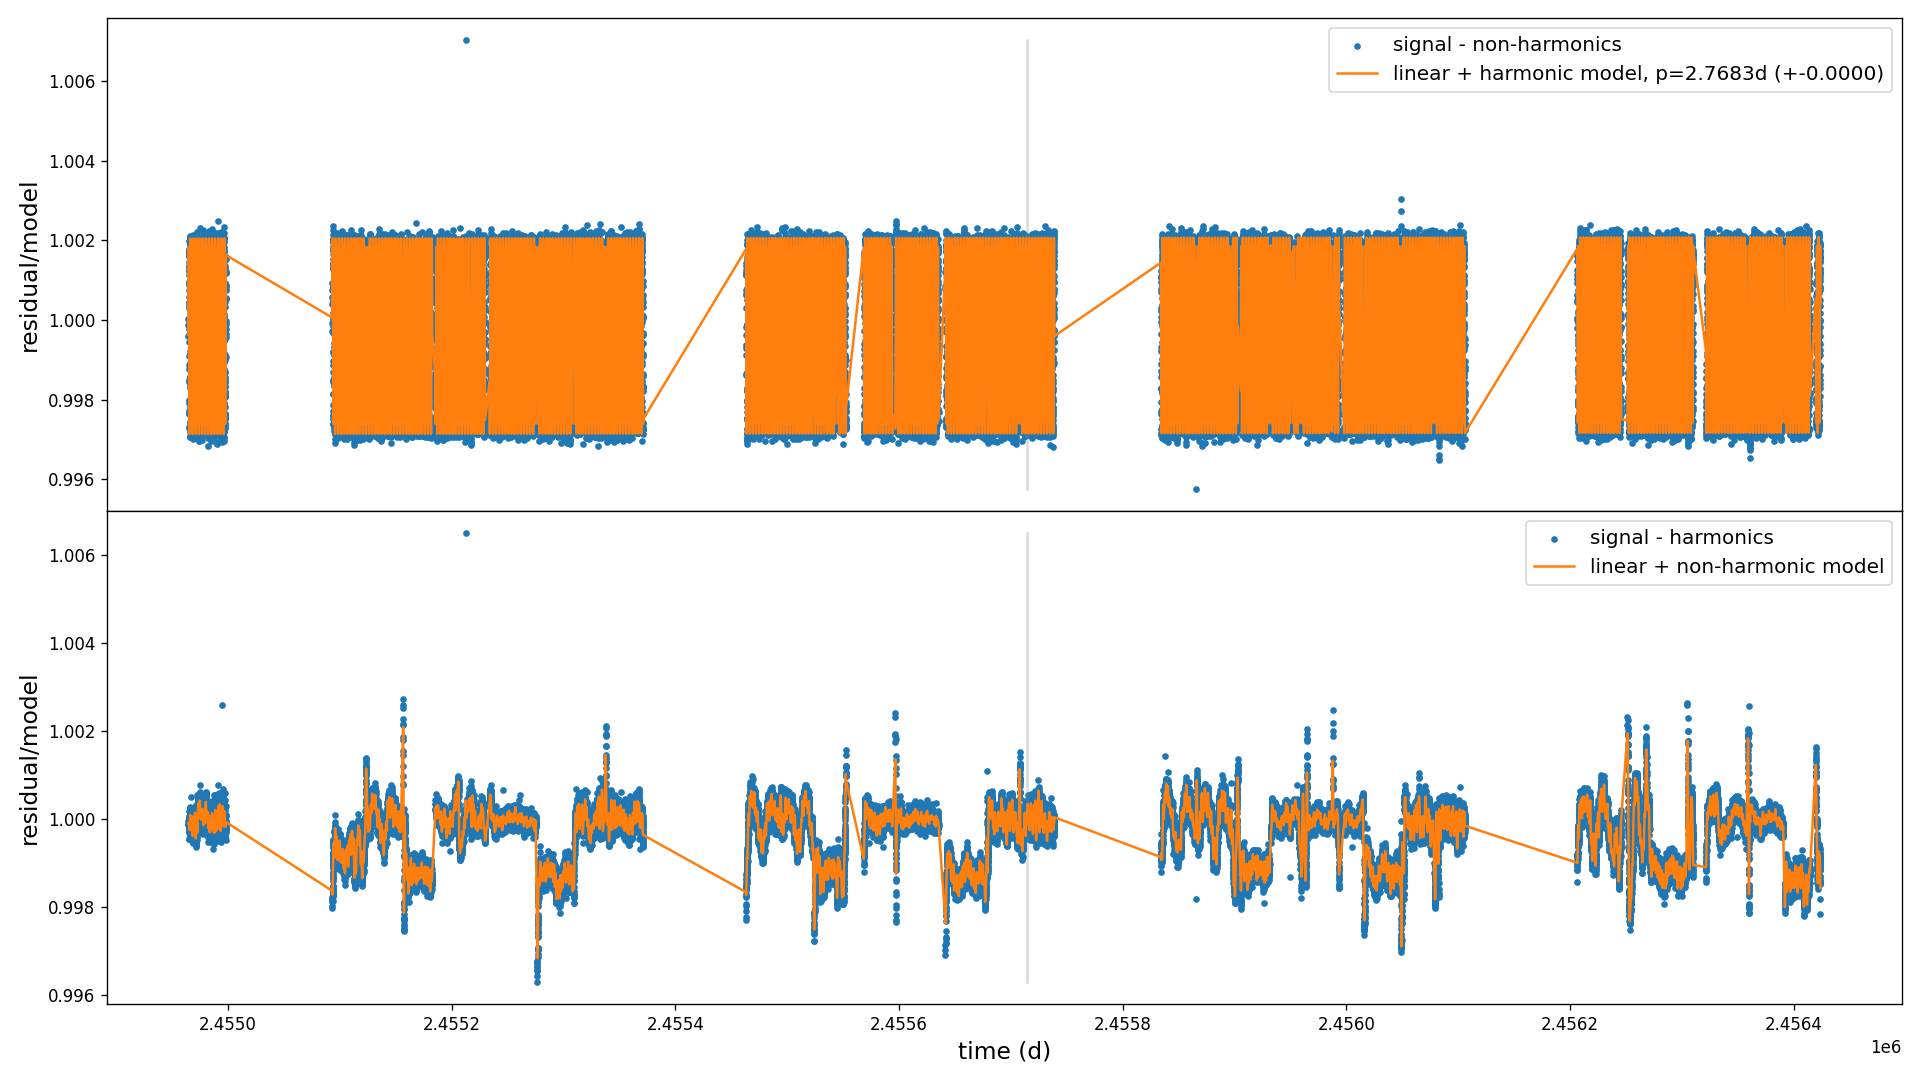 signal - non-harmonics
linear + harmonic model, p=2.7683d (+-0.0000)
residual/model
1.006
1.004
1.002
1.000
0.998
0.996
signal - harmonics
linear + non-harmonic model
residual/model
1.006
1.004
1.002
1.000
0.998
0.996
2.4550
2.4552
2.4554
2.4556
2.4558
2.4560
2.4562
2.4564
time (d)
1e6